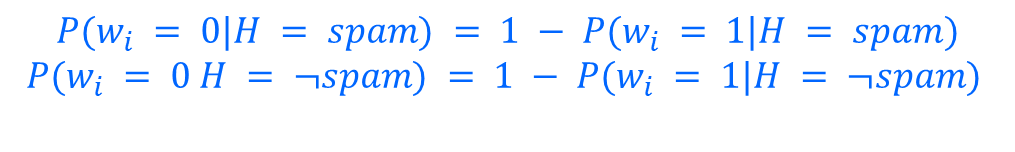 P(wᵢ = 0|H = spam) = 1 − P(wᵢ = 1|H = spam)
P(wᵢ = 0 H = ¬spam) = 1 − P(wᵢ = 1|H = ¬spam)